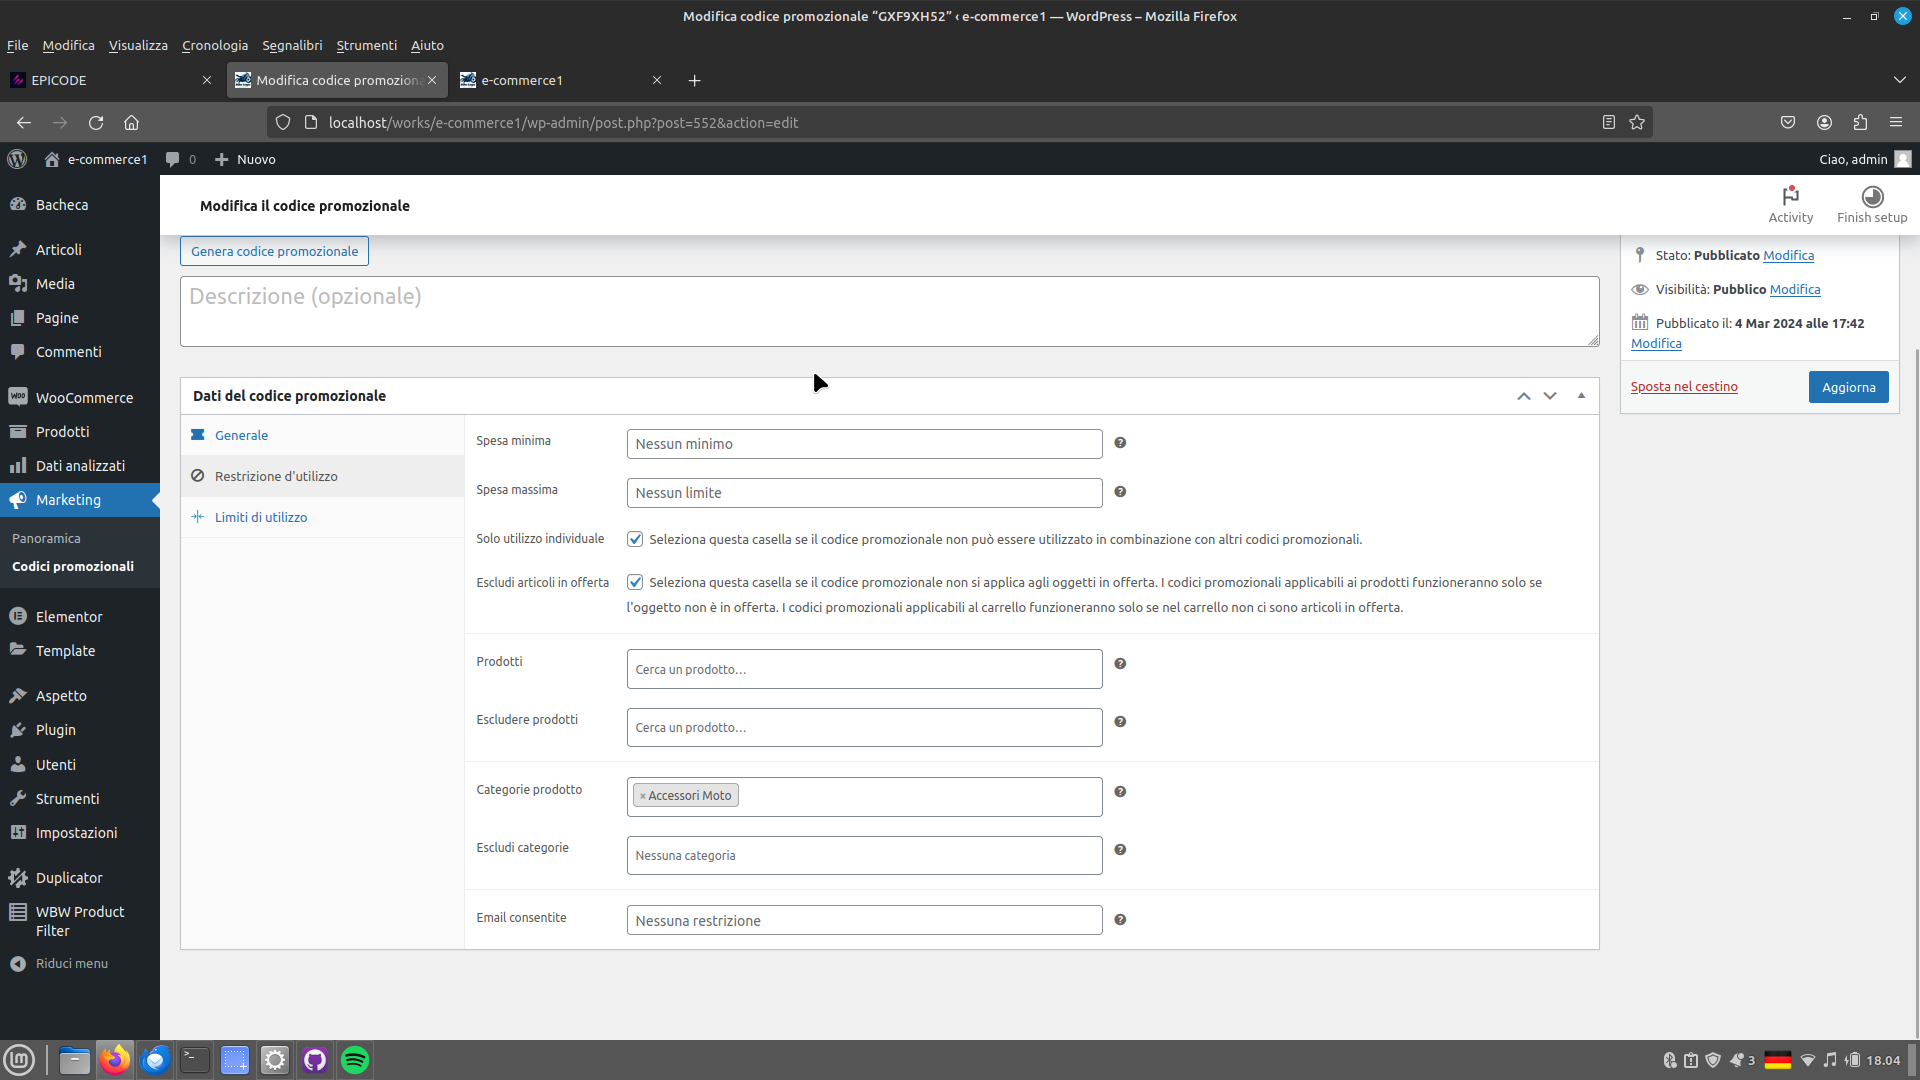 Modifica codice promozionale “GXF9XH52” ‹ e-commerce1 — WordPress – Mozilla Firefox
File Modifica Visualizza Cronologia Segnalibri Strumenti Aiuto
EPICODE
Modifica codice promozion
e-commerce1
localhost/works/e-commerce1/wp-admin/post.php?post=552&action=edit
e-commerce1
0
Nuovo
Ciao, admin
Modifica il codice promozionale
Activity
Finish setup
Bacheca
Articoli
Media
Pagine
Commenti
WooCommerce
Prodotti
Dati analizzati
Marketing
Panoramica
Codici promozionali
Elementor
Template
Aspetto
Plugin
Utenti
Strumenti
Impostazioni
Duplicator
WBW Product
Filter
Riduci menu
Genera codice promozionale
Descrizione (opzionale)
Dati del codice promozionale
Generale
Restrizione d'utilizzo
Limiti di utilizzo
Spesa minima
Nessun minimo
Spesa massima
Nessun limite
Solo utilizzo individuale
Seleziona questa casella se il codice promozionale non può essere utilizzato in combinazione con altri codici promozionali.
Escludi articoli in offerta
Seleziona questa casella se il codice promozionale non si applica agli oggetti in offerta. I codici promozionali applicabili ai prodotti funzioneranno solo se
l'oggetto non è in offerta. I codici promozionali applicabili al carrello funzioneranno solo se nel carrello non ci sono articoli in offerta.
Prodotti
Cerca un prodotto…
Escludere prodotti
Cerca un prodotto…
Categorie prodotto
× Accessori Moto
Escludi categorie
Nessuna categoria
Email consentite
Nessuna restrizione
Stato: Pubblicato Modifica
Visibilità: Pubblico Modifica
Pubblicato il: 4 Mar 2024 alle 17:42
Modifica
Sposta nel cestino
Aggiorna
3
18.04